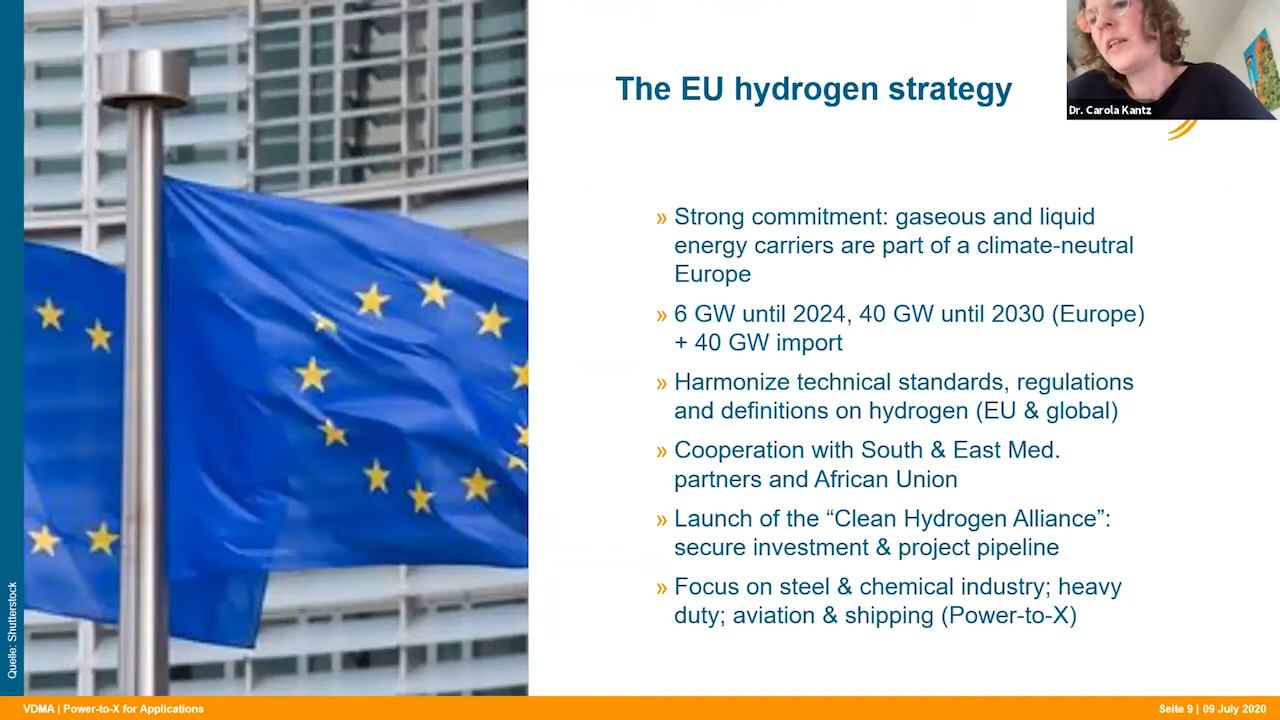 The EU hydrogen strategy
Dr. Carola Kantz
» Strong commitment: gaseous and liquid
energy carriers are part of a climate-neutral
Europe
» 6 GW until 2024, 40 GW until 2030 (Europe)
+ 40 GW import
» Harmonize technical standards, regulations
and definitions on hydrogen (EU & global)
» Cooperation with South & East Med.
partners and African Union
» Launch of the “Clean Hydrogen Alliance”:
secure investment & project pipeline
» Focus on steel & chemical industry; heavy
duty; aviation & shipping (Power-to-X)
Quelle: Shutterstock
VDMA | Power-to-X for Applications
Seite 9 | 09 July 2020